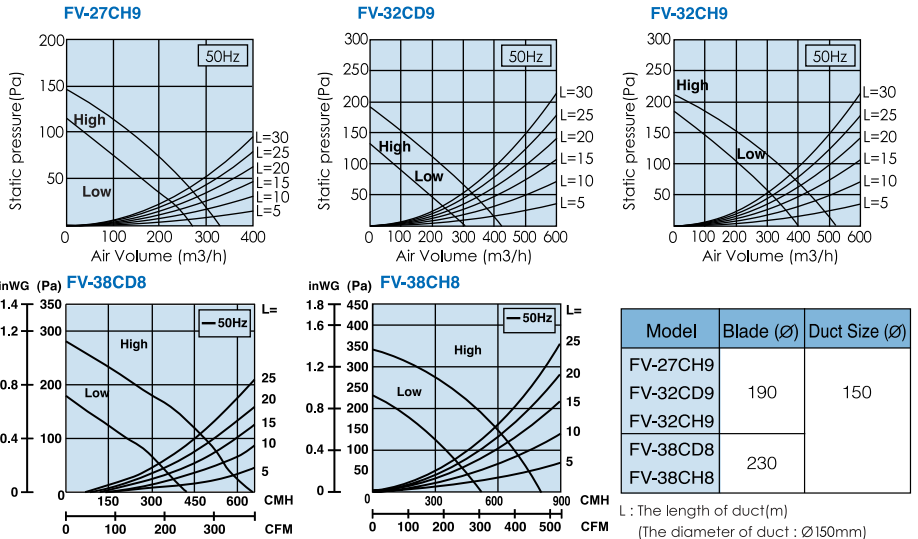 FV-27CH9
Static pressure(Pa)
200
150
100
50
0
50Hz
High
Low
L=30
L=25
L=20
L=15
L=10
L=5
0 100 200 300 400
Air Volume (m3/h)
FV-32CD9
Static pressure(Pa)
300
250
200
150
100
50
50Hz
High
Low
L=30
L=25
L=20
L=15
L=10
L=5
0 100 200 300 400 500 600
Air Volume (m3/h)
FV-32CH9
Static pressure(Pa)
300
250
200
150
100
50
50Hz
High
Low
L=30
L=25
L=20
L=15
L=10
L=5
0 100 200 300 400 500 600
Air Volume (m3/h)
inWG (Pa) FV-38CD8
1.4 350
1.2 300
0.8 200
0.4 100
0 0
50Hz
High
Low
L=
25
20
15
10
5
150 300 450 600 CMH
0 100 200 300 CFM
inWG (Pa) FV-38CH8
1.8 450
1.6 400
350
1.2 300
250
0.8 200
150
0.4 100
50
0 0
50Hz
High
Low
L=
25
20
15
10
5
300 600 900 CMH
0 100 200 300 400 500 CFM
Model Blade (Ø) Duct Size (Ø)
FV-27CH9
FV-32CD9 190 150
FV-32CH9
FV-38CD8
230
FV-38CH8
L : The length of duct(m)
(The diameter of duct : Ø150mm)